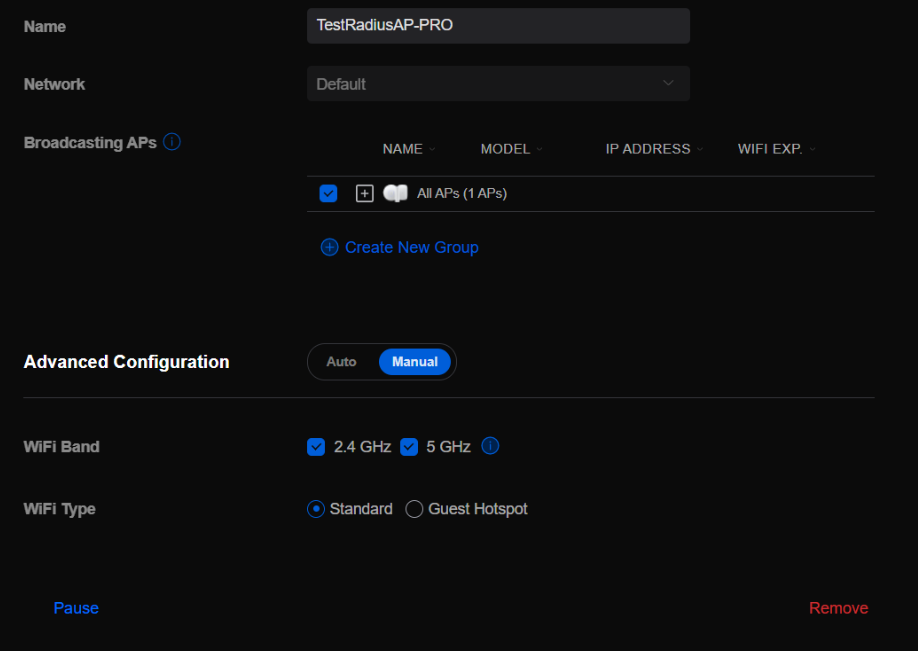 Name
TestRadiusAP-PRO
Network
Default
Broadcasting APs
NAME MODEL IP ADDRESS WIFI EXP.
All APs (1 APs)
Create New Group
Advanced Configuration
Auto Manual
WiFi Band
2.4 GHz 5 GHz
WiFi Type
Standard Guest Hotspot
Pause Remove